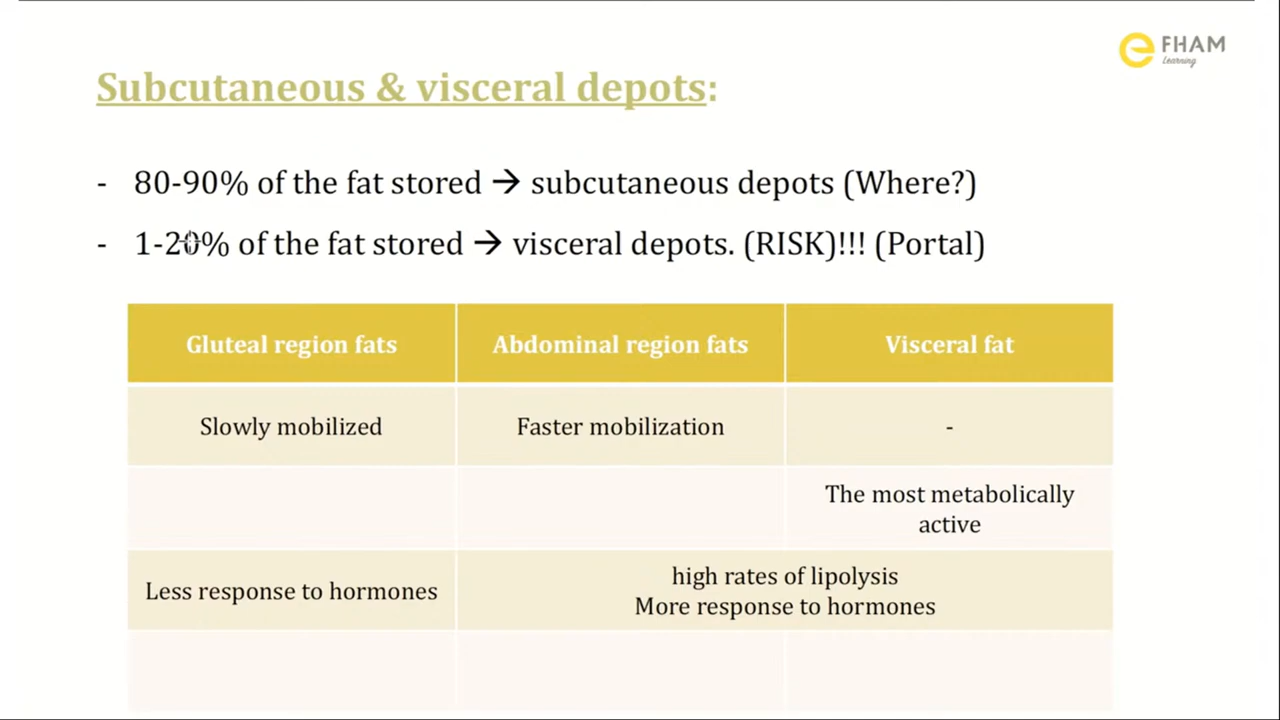 e FHAM
Learning
Subcutaneous & visceral depots:
- 80-90% of the fat stored → subcutaneous depots (Where?)
- 1-20% of the fat stored → visceral depots. (RISK)!!! (Portal)
Gluteal region fats
Abdominal region fats
Visceral fat
Slowly mobilized
Faster mobilization
-
The most metabolically
active
Less response to hormones
high rates of lipolysis
More response to hormones